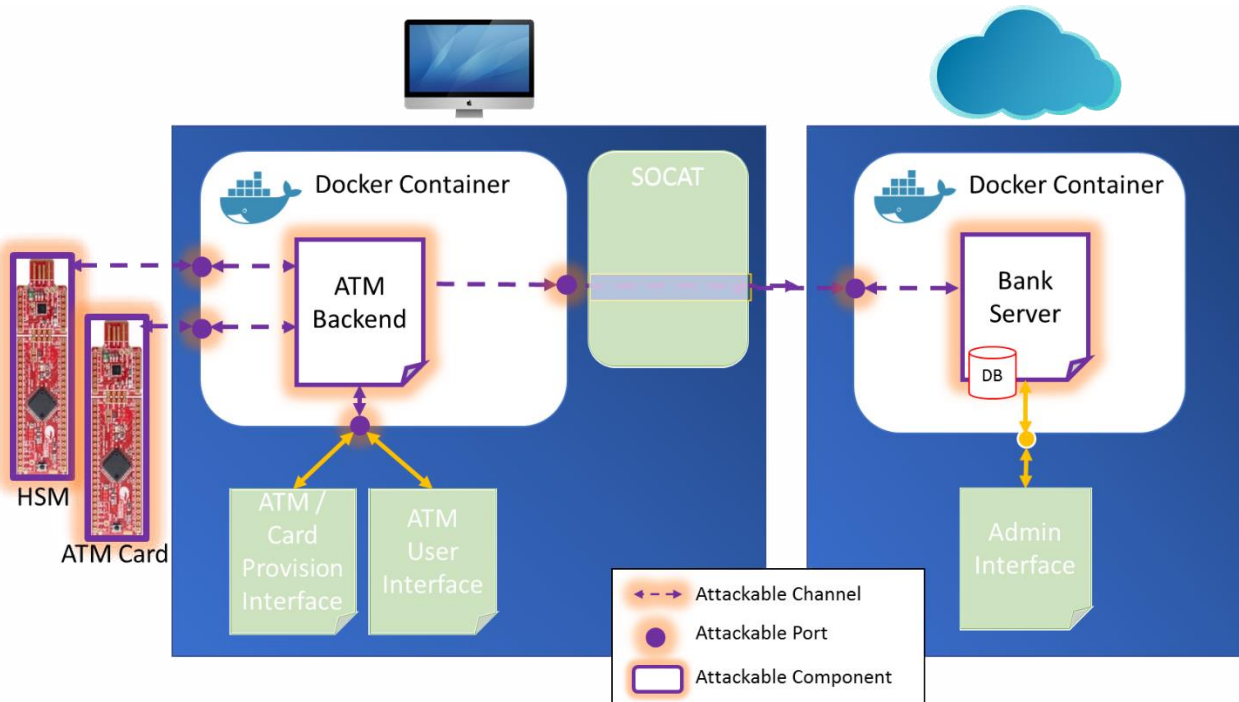 Docker Container
SOCAT
Docker Container
ATM
Backend
Bank
Server
DB
HSM
ATM Card
ATM /
Card
Provision
Interface
ATM
User
Interface
Admin
Interface
Attackable Channel
Attackable Port
Attackable Component